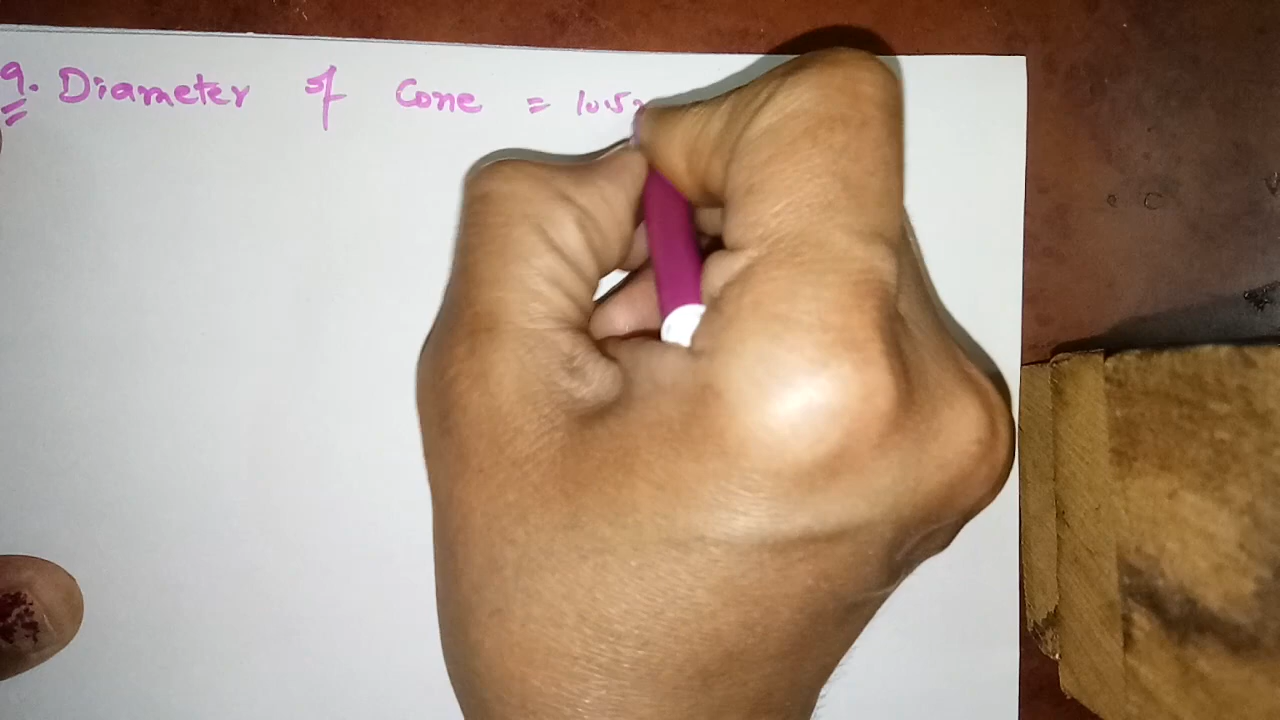 9. Diameter of Cone = 10.5